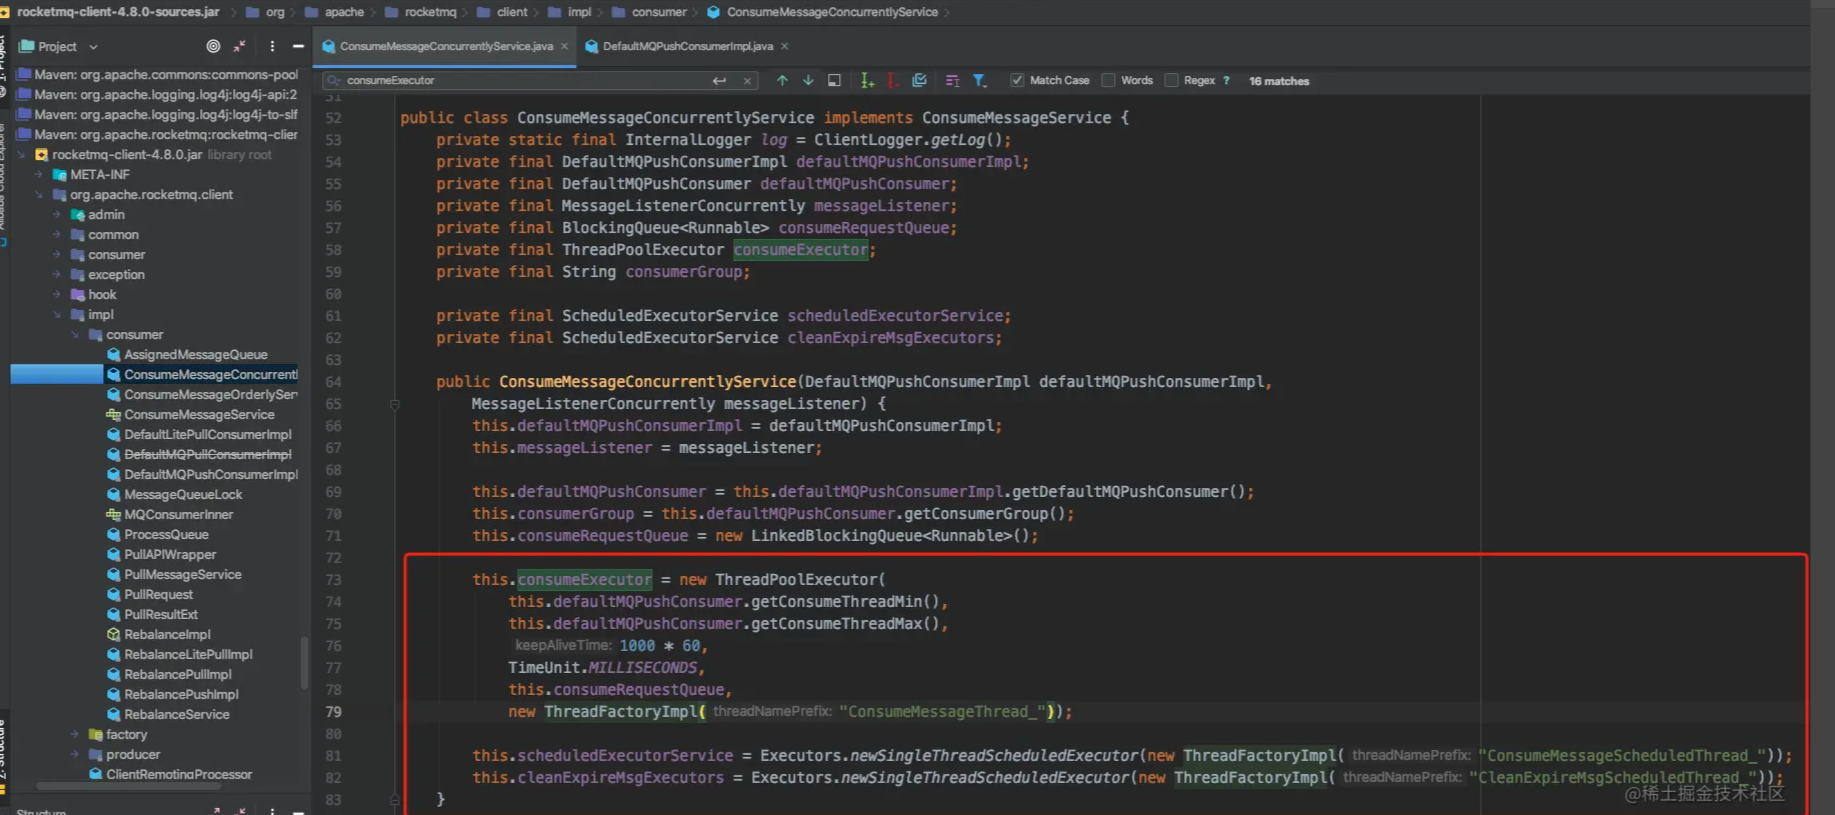 rocketmq-client-4.8.0-sources.jar org apache rocketmq client impl consumer ConsumeMessageConcurrentlyService
Project
ConsumeMessageConcurrentlyService.java
DefaultMQPushConsumerImpl.java
consumeExecutor
Match Case Words Regex ? 16 matches
Maven: org.apache.commons:commons-pool
Maven: org.apache.logging.log4j:log4j-api:2
Maven: org.apache.logging.log4j:log4j-to-slf
Maven: org.apache.rocketmq:rocketmq-clier
rocketmq-client-4.8.0.jar library root
META-INF
org.apache.rocketmq.client
admin
common
consumer
exception
hook
impl
consumer
AssignedMessageQueue
ConsumeMessageConcurrentl
ConsumeMessageOrderlySer
ConsumeMessageService
DefaultLitePullConsumerImpl
DefaultMQPullConsumerImpl
DefaultMQPushConsumerImpl
MessageQueueLock
MQConsumerInner
ProcessQueue
PullAPIWrapper
PullMessageService
PullRequest
PullResultExt
RebalanceImpl
RebalanceLitePullImpl
RebalancePullImpl
RebalancePushImpl
RebalanceService
factory
producer
ClientRemotingProcessor
Structure
51
52 public class ConsumeMessageConcurrentlyService implements ConsumeMessageService {
53 private static final InternalLogger log = ClientLogger.getLog();
54 private final DefaultMQPushConsumerImpl defaultMQPushConsumerImpl;
55 private final DefaultMQPushConsumer defaultMQPushConsumer;
56 private final MessageListenerConcurrently messageListener;
57 private final BlockingQueue<Runnable> consumeRequestQueue;
58 private final ThreadPoolExecutor consumeExecutor;
59 private final String consumerGroup;
60
61 private final ScheduledExecutorService scheduledExecutorService;
62 private final ScheduledExecutorService cleanExpireMsgExecutors;
63
64 public ConsumeMessageConcurrentlyService(DefaultMQPushConsumerImpl defaultMQPushConsumerImpl,
65 MessageListenerConcurrently messageListener) {
66 this.defaultMQPushConsumerImpl = defaultMQPushConsumerImpl;
67 this.messageListener = messageListener;
68
69 this.defaultMQPushConsumer = this.defaultMQPushConsumerImpl.getDefaultMQPushConsumer();
70 this.consumerGroup = this.defaultMQPushConsumer.getConsumerGroup();
71 this.consumeRequestQueue = new LinkedBlockingQueue<Runnable>();
72
73 this.consumeExecutor = new ThreadPoolExecutor(
74 this.defaultMQPushConsumer.getConsumeThreadMin(),
75 this.defaultMQPushConsumer.getConsumeThreadMax(),
76 keepAliveTime: 1000 * 60,
77 TimeUnit.MILLISECONDS,
78 this.consumeRequestQueue,
79 new ThreadFactoryImpl( threadNamePrefix: "ConsumeMessageThread_"));
80
81 this.scheduledExecutorService = Executors.newSingleThreadScheduledExecutor(new ThreadFactoryImpl( threadNamePrefix: "ConsumeMessageScheduledThread_"));
82 this.cleanExpireMsgExecutors = Executors.newSingleThreadScheduledExecutor(new ThreadFactoryImpl( threadNamePrefix: "CleanExpireMsgScheduledThread_"));
83 }
@稀土掘金技术社区